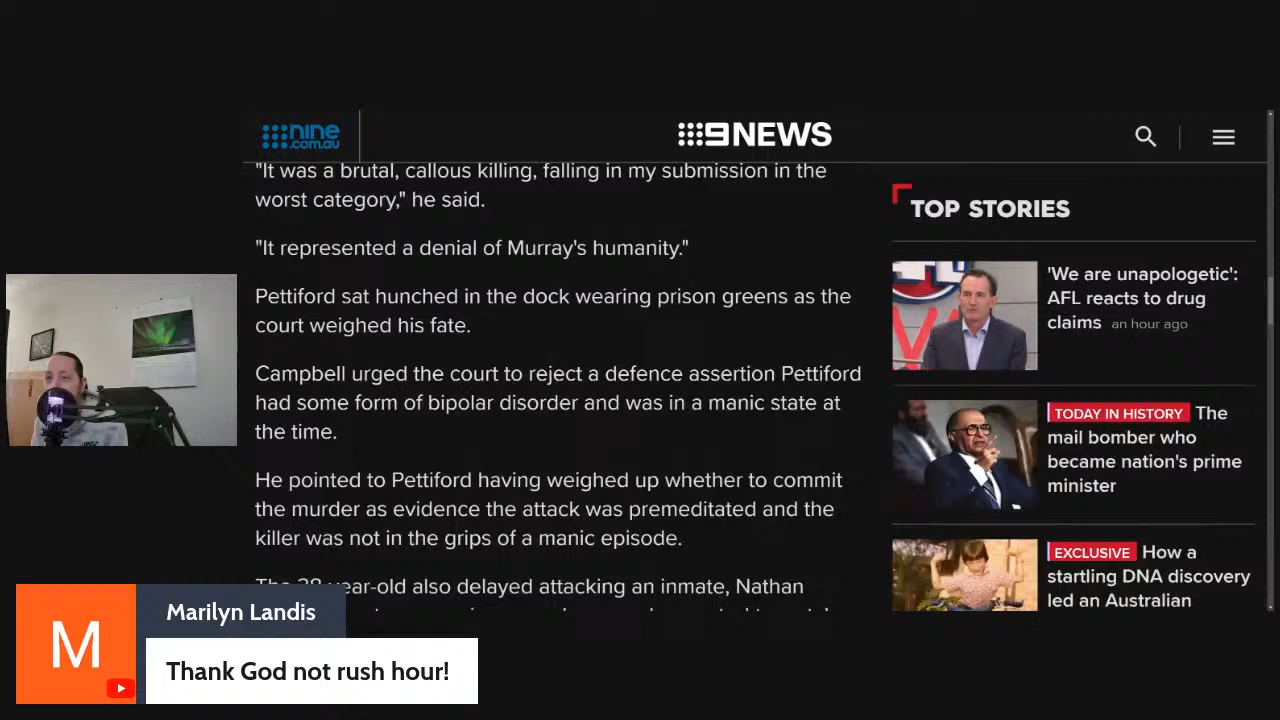 nine
.com.au
9NEWS
"It was a brutal, callous killing, falling in my submission in the
worst category," he said.
"It represented a denial of Murray's humanity."
Pettiford sat hunched in the dock wearing prison greens as the
court weighed his fate.
Campbell urged the court to reject a defence assertion Pettiford
had some form of bipolar disorder and was in a manic state at
the time.
He pointed to Pettiford having weighed up whether to commit
the murder as evidence the attack was premeditated and the
killer was not in the grips of a manic episode.
year-old also delayed attacking an inmate, Nathan
TOP STORIES
'We are unapologetic':
AFL reacts to drug
claims an hour ago
TODAY IN HISTORY The
mail bomber who
became nation's prime
minister
EXCLUSIVE How a
startling DNA discovery
led an Australian
M
Marilyn Landis
Thank God not rush hour!